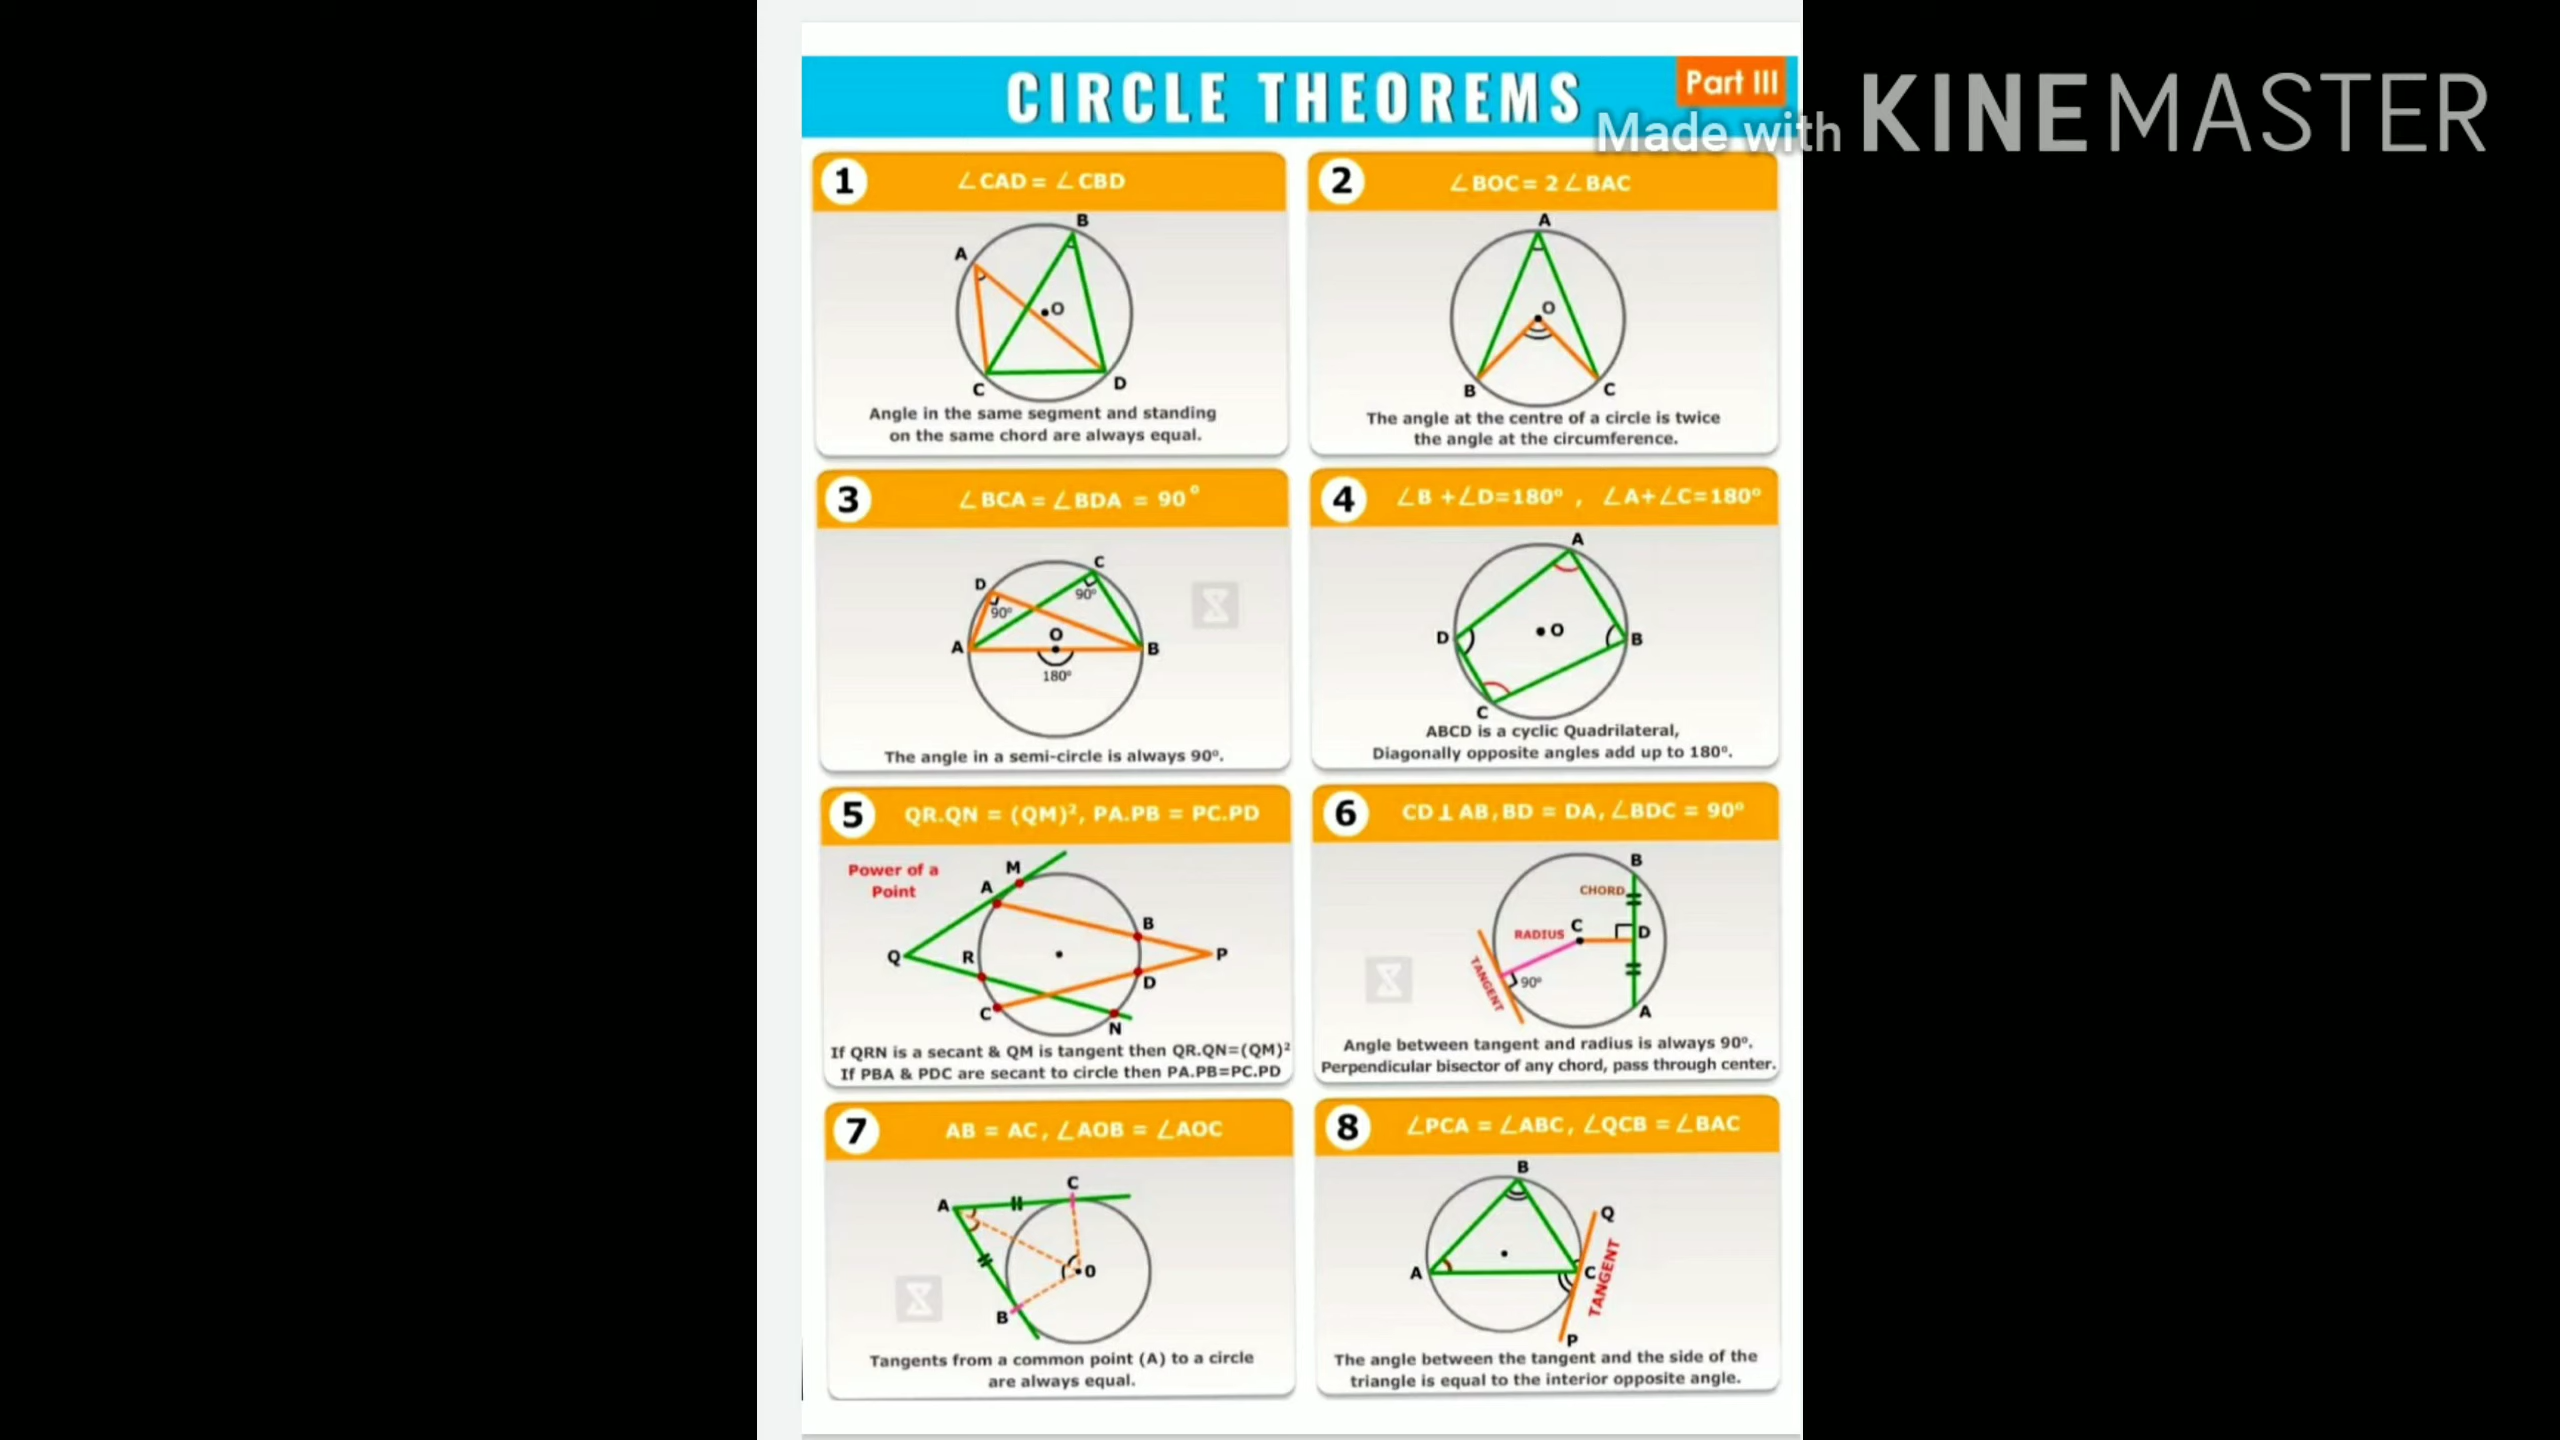 CIRCLE THEOREMS
Part III
Made with KINEMASTER
1
∠CAD = ∠CBD
A
B
O
C
D
Angle in the same segment and standing
on the same chord are always equal.
2
∠BOC= 2∠BAC
A
O
B
C
The angle at the centre of a circle is twice
the angle at the circumference.
3
∠BCA = ∠BDA = 90°
D
C
90°
90°
A
O
B
180°
The angle in a semi-circle is always 90º.
4
∠B +∠D=180º , ∠A+∠C=180º
A
D
O
B
C
ABCD is a cyclic Quadrilateral,
Diagonally opposite angles add up to 180º.
5
QR.QN = (QM)², PA.PB = PC.PD
Power of a
Point
M
A
B
Q
R
P
D
C
N
If QRN is a secant & QM is tangent then QR.QN=(QM)²
If PBA & PDC are secant to circle then PA.PB=PC.PD
6
CD⊥AB, BD = DA, ∠BDC = 90º
B
CHORD
RADIUS
C
D
TANGENT
90º
A
Angle between tangent and radius is always 90º.
Perpendicular bisector of any chord, pass through center.
7
AB = AC, ∠AOB = ∠AOC
C
A
O
B
Tangents from a common point (A) to a circle
are always equal.
8
∠PCA = ∠ABC, ∠QCB = ∠BAC
B
Q
A
C
TANGENT
P
The angle between the tangent and the side of the
triangle is equal to the interior opposite angle.